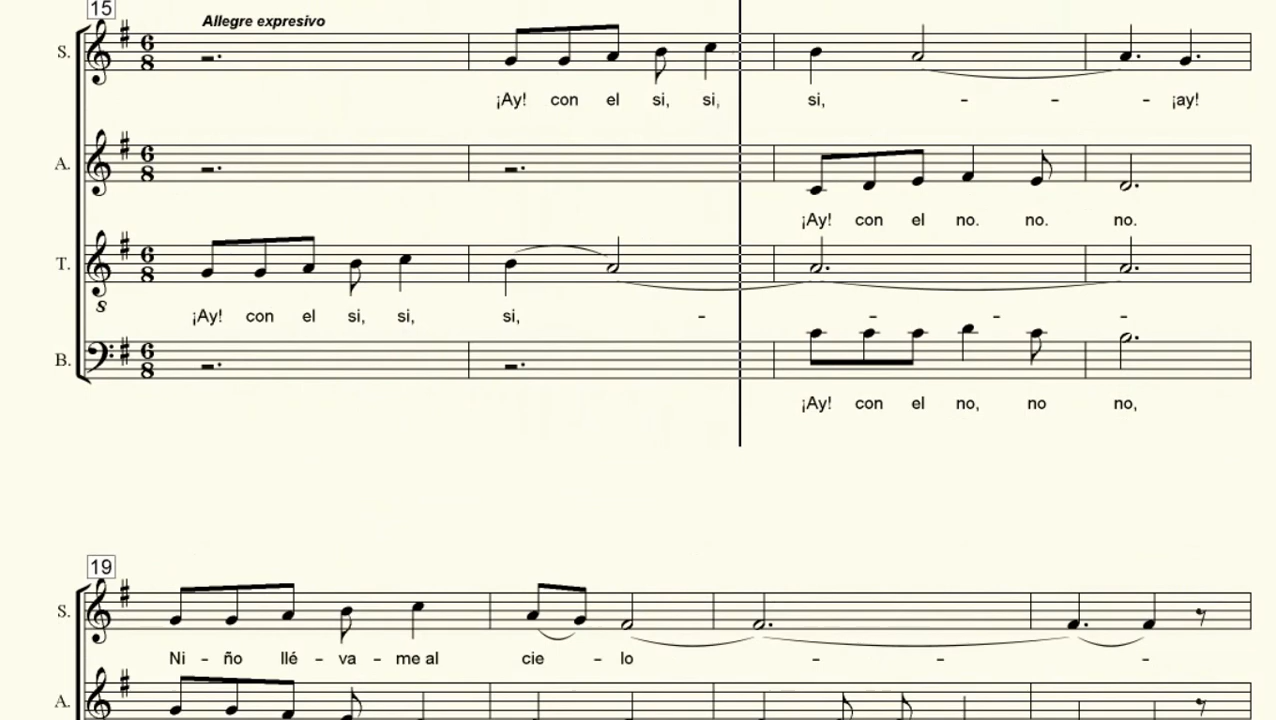 15
Allegre expresivo
S.
¡Ay! con el si, si, si, - - - ¡ay!
A.
¡Ay! con el no. no. no.
T.
8
¡Ay! con el si, si, si, - - - -
B.
¡Ay! con el no, no no,
19
S.
Ni - ño llé - va - me al cie - lo - - -
A.